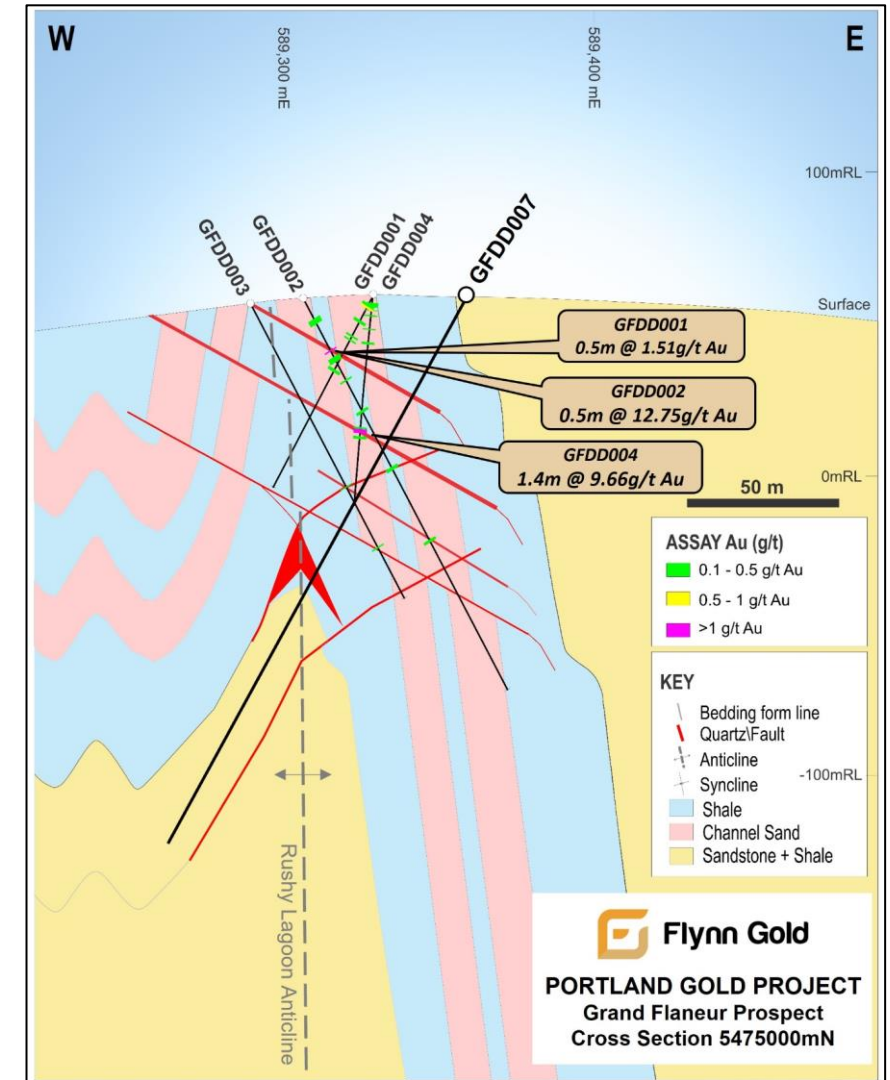 W
E
589,300 mE
589,400 mE
100mRL
GFDD003
GFDD002
GFDD001
GFDD004
GFDD007
Surface
GFDD001
0.5m @ 1.51g/t Au
GFDD002
0.5m @ 12.75g/t Au
GFDD004
1.4m @ 9.66g/t Au
0mRL
50 m
ASSAY Au (g/t)
0.1 - 0.5 g/t Au
0.5 - 1 g/t Au
>1 g/t Au
KEY
Bedding form line
Quartz\Fault
Anticline
Syncline
Shale
Channel Sand
Sandstone + Shale
-100mRL
Rushy Lagoon Anticline
Flynn Gold
PORTLAND GOLD PROJECT
Grand Flaneur Prospect
Cross Section 5475000mN